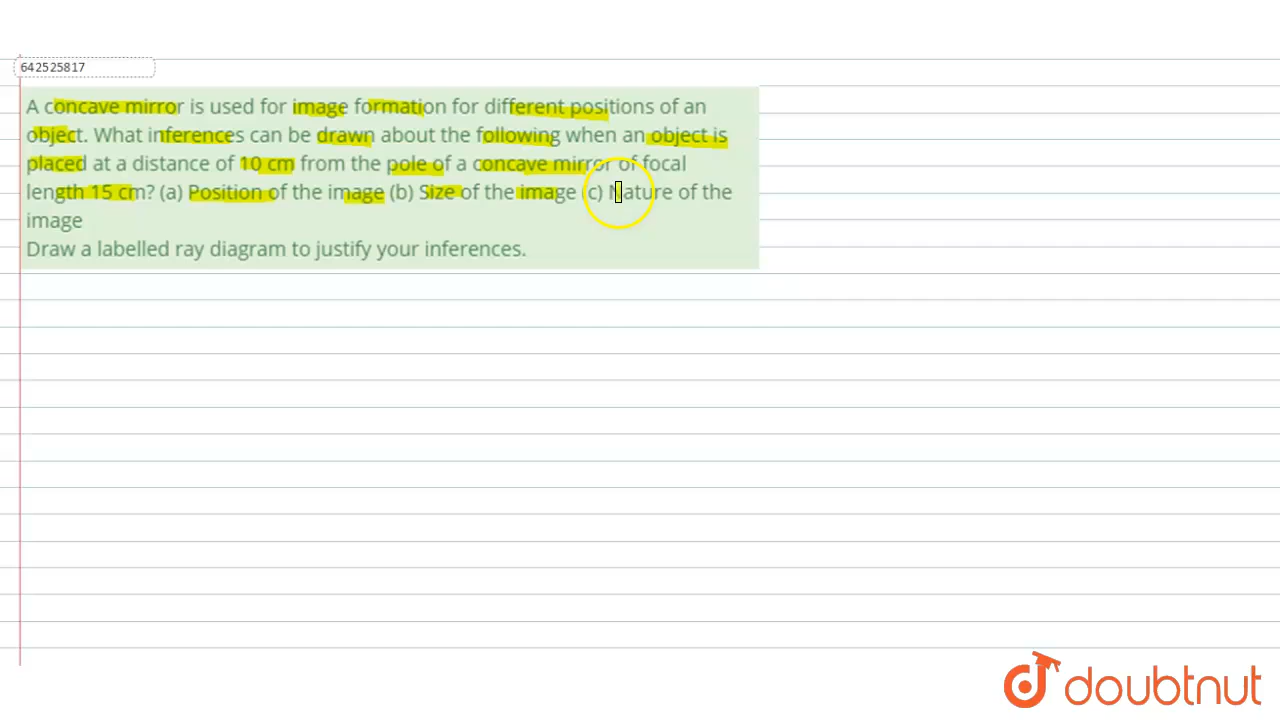 642525817
A concave mirror is used for image formation for different positions of an
object. What inferences can be drawn about the following when an object is
placed at a distance of 10 cm from the pole of a concave mirror of focal
length 15 cm? (a) Position of the image (b) Size of the image (c) Nature of the
image
Draw a labelled ray diagram to justify your inferences.
doubtnut